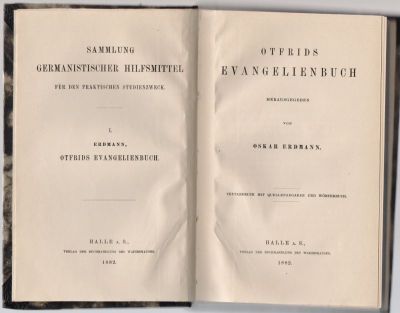 SAMMLUNG
GERMANISTISCHER HILFSMITTEL
FÜR DEN PRAKTISCHEN STUDIENZWECK.
I.
ERDMANN,
OTFRIDS EVANGELIENBUCH.
HALLE A. S.,
VERLAG DER BUCHHANDLUNG DES WAISENHAUSES.
1882.
OTFRIDS
EVANGELIENBUCH
HERAUSGEGEBEN
VON
OSKAR ERDMANN.
TEXTABDRUCK MIT QUELLENANGABEN UND WÖRTERBUCH.
HALLE A. S.,
VERLAG DER BUCHHANDLUNG DES WAISENHAUSES.
1882.